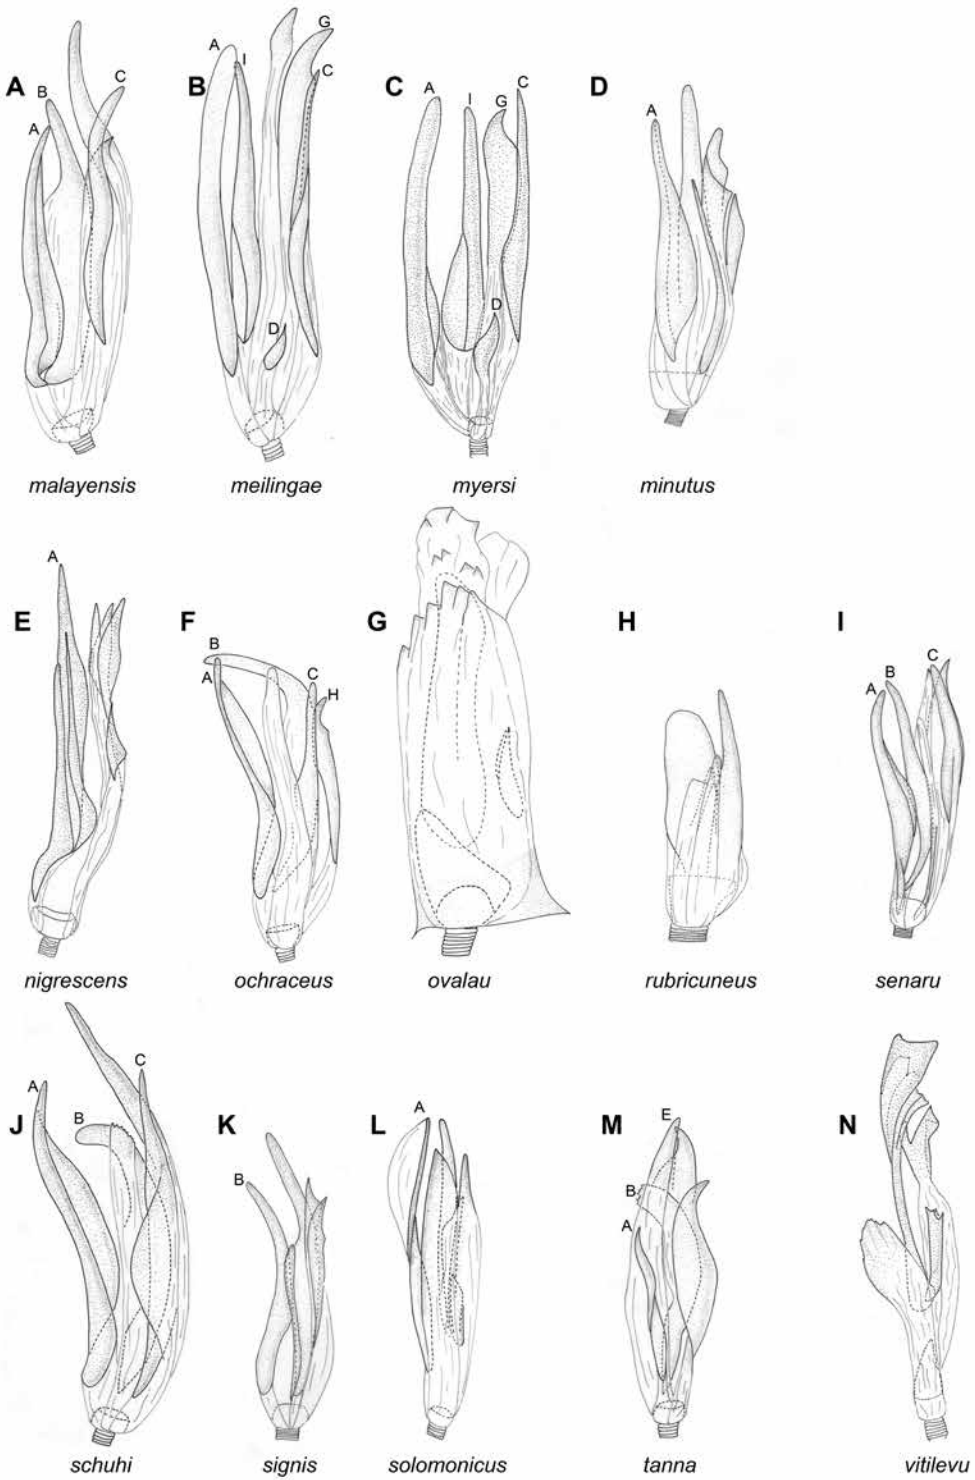 A B C D
A B C
A I G C D
A I G C D
A
malayensis meilingae myersi minutus
E F G H I
A
B A C H
A B C
nigrescens ochraceus ovalau rubricuneus senaru
J K L M N
A B C
B
A
E B A
schuhi signis solomonicus tanna vitilevu